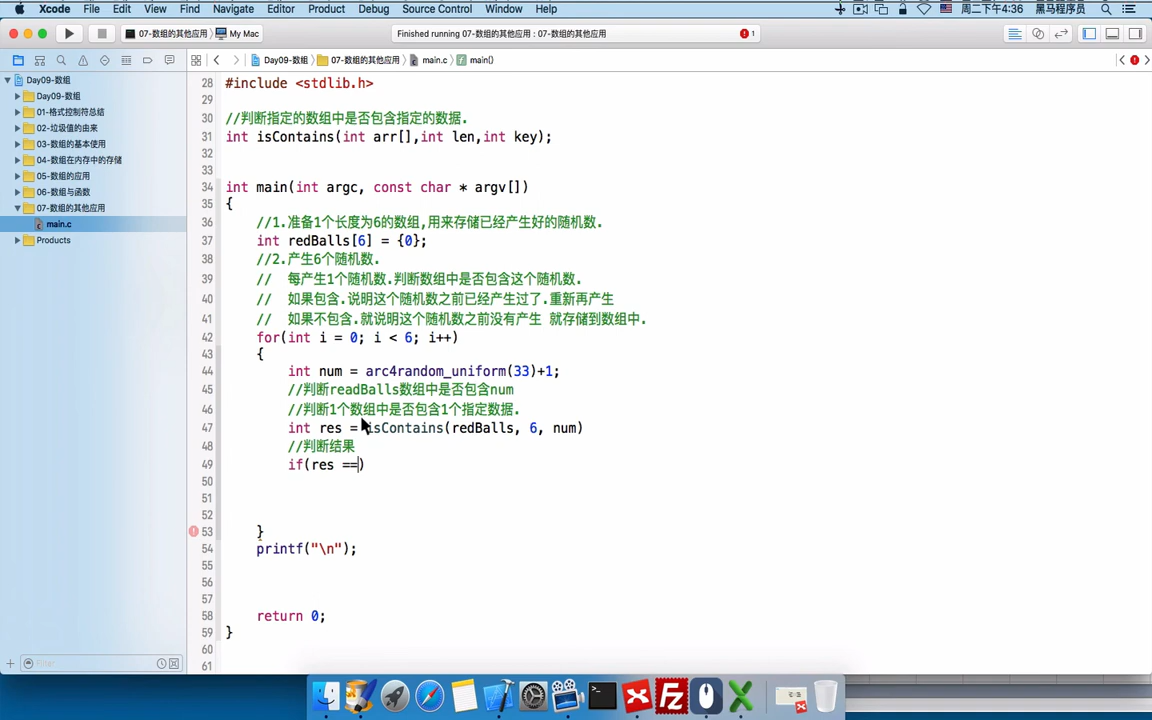 Xcode File Edit View Find Navigate Editor Product Debug Source Control Window Help 周二下午4:36 黑马程序员
07-数组的其他应用 My Mac Finished running 07-数组的其他应用 : 07-数组的其他应用 1
Day09-数组 07-数组的其他应用 main.c main()
Day09-数组
Day09-数组
01-格式控制符总结
02-垃圾值的由来
03-数组的基本使用
04-数组在内存中的存储
05-数组的应用
06-数组与函数
07-数组的其他应用
main.c
Products
28 #include <stdlib.h>
29
30 //判断指定的数组中是否包含指定的数据.
31 int isContains(int arr[],int len,int key);
32
33
34 int main(int argc, const char * argv[])
35 {
36 //1.准备1个长度为6的数组,用来存储已经产生好的随机数.
37 int redBalls[6] = {0};
38 //2.产生6个随机数.
39 // 每产生1个随机数.判断数组中是否包含这个随机数.
40 // 如果包含.说明这个随机数之前已经产生过了.重新再产生
41 // 如果不包含.就说明这个随机数之前没有产生 就存储到数组中.
42 for(int i = 0; i < 6; i++)
43 {
44 int num = arc4random_uniform(33)+1;
45 //判断readBalls数组中是否包含num
46 //判断1个数组中是否包含1个指定数据.
47 int res = isContains(redBalls, 6, num)
48 //判断结果
49 if(res ==)
50
51
52
53 }
54 printf("\n");
55
56
57
58 return 0;
59 }
60
61
Filter